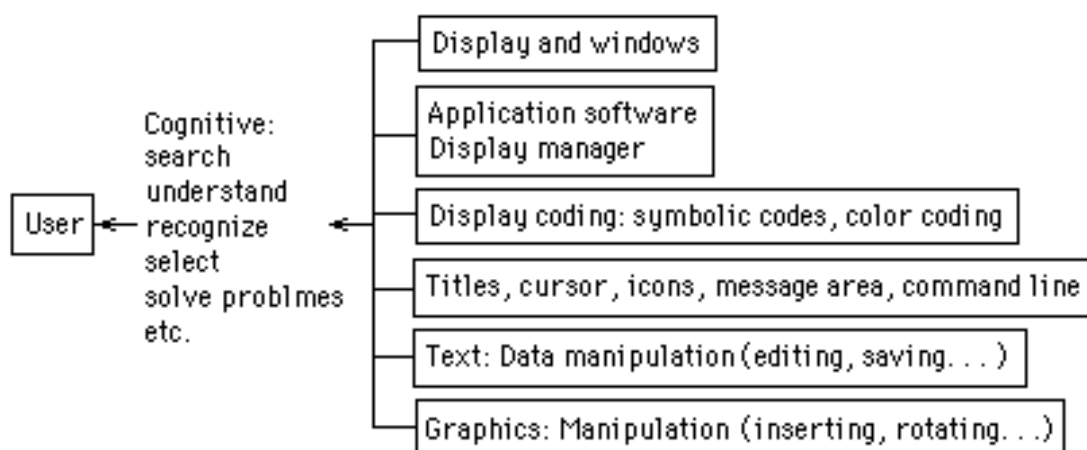 User
Cognitive:
search
understand
recognize
select
solve problmes
etc.
Display and windows
Application software
Display manager
Display coding: symbolic codes, color coding
Titles, cursor, icons, message area, command line
Text: Data manipulation (editing, saving. . . )
Graphics: Manipulation (inserting, rotating. . .)